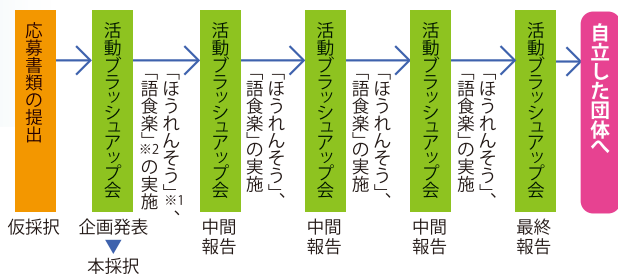 応募書類の提出
仮採択
活動ブラッシュアップ会
企画発表
本採択
「ほうれんそう」※1、
「語食楽」※2の実施
活動ブラッシュアップ会
中間
報告
「ほうれんそう」、
「語食楽」の実施
活動ブラッシュアップ会
中間
報告
「ほうれんそう」、
「語食楽」の実施
活動ブラッシュアップ会
中間
報告
「ほうれんそう」、
「語食楽」の実施
活動ブラッシュアップ会
最終
報告
自立した団体へ